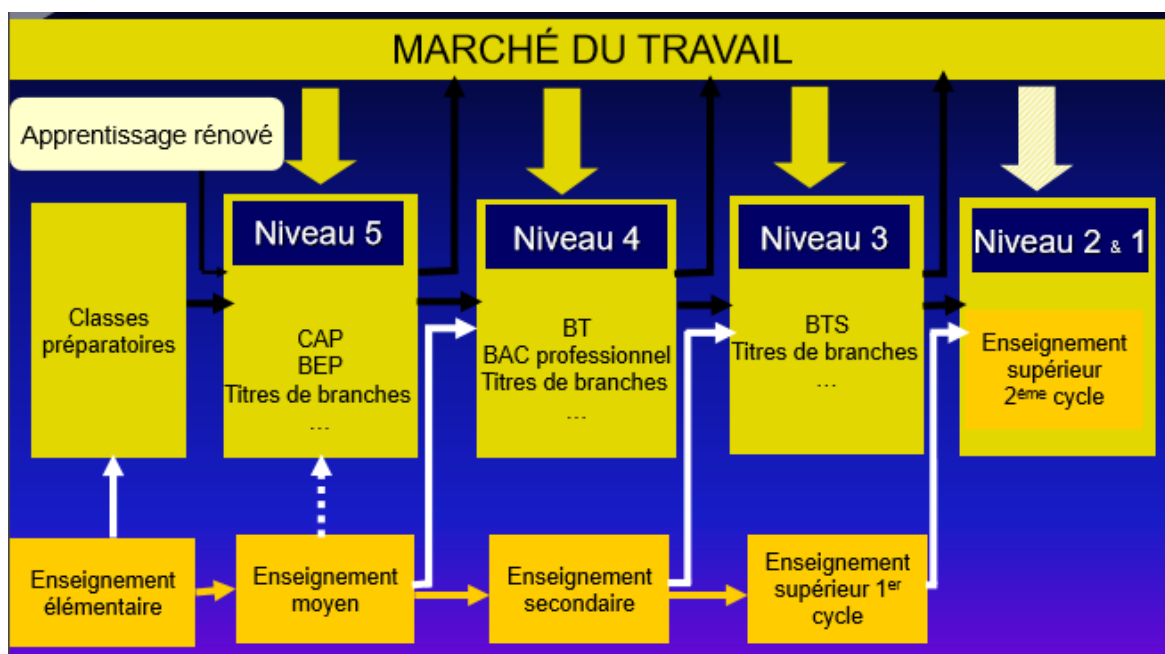 MARCHÉ DU TRAVAIL
Apprentissage rénové
Classes
préparatoires
Niveau 5
CAP
BEP
Titres de branches
...
Niveau 4
BT
BAC professionnel
Titres de branches
...
Niveau 3
BTS
Titres de branches
...
Niveau 2 & 1
Enseignement
supérieur
2ème cycle
Enseignement
élémentaire
Enseignement
moyen
Enseignement
secondaire
Enseignement
supérieur 1er
cycle